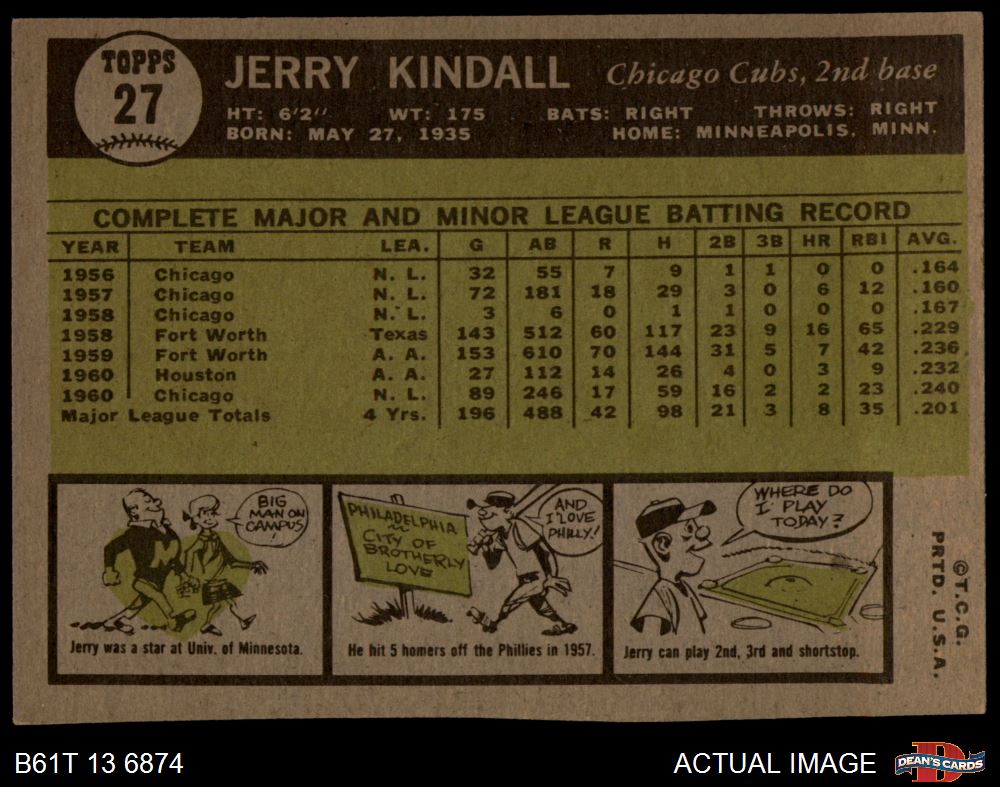 TOPPS
27
JERRY KINDALL Chicago Cubs, 2nd base
HT: 6'2" WT: 175 BATS: RIGHT THROWS: RIGHT
BORN: MAY 27, 1935 HOME: MINNEAPOLIS, MINN.
COMPLETE MAJOR AND MINOR LEAGUE BATTING RECORD
YEAR TEAM LEA. G AB R H 2B 3B HR RBI AVG.
1956 Chicago N. L. 32 55 7 9 1 1 0 0 .164
1957 Chicago N. L. 72 181 18 29 3 0 6 12 .160
1958 Chicago N. L. 3 6 0 1 1 0 0 0 .167
1958 Fort Worth Texas 143 512 60 117 23 9 16 65 .229
1959 Fort Worth A. A. 153 610 70 144 31 5 7 42 .236
1960 Houston A. A. 27 112 14 26 4 0 3 9 .232
1960 Chicago N. L. 89 246 17 59 16 2 2 23 .240
Major League Totals 4 Yrs. 196 488 42 98 21 3 8 35 .201
BIG
MAN ON
CAMPUS!
M
Jerry was a star at Univ. of Minnesota.
PHILADELPHIA
~
CITY OF
BROTHERLY
LOVE
AND
I LOVE
PHILLY!
He hit 5 homers off the Phillies in 1957.
WHERE DO
I PLAY
TODAY?
Jerry can play 2nd, 3rd and shortstop.
©T.C.G.
PRTD. U.S.A.
B61T 13 6874 ACTUAL IMAGE
DEAN'S CARDS